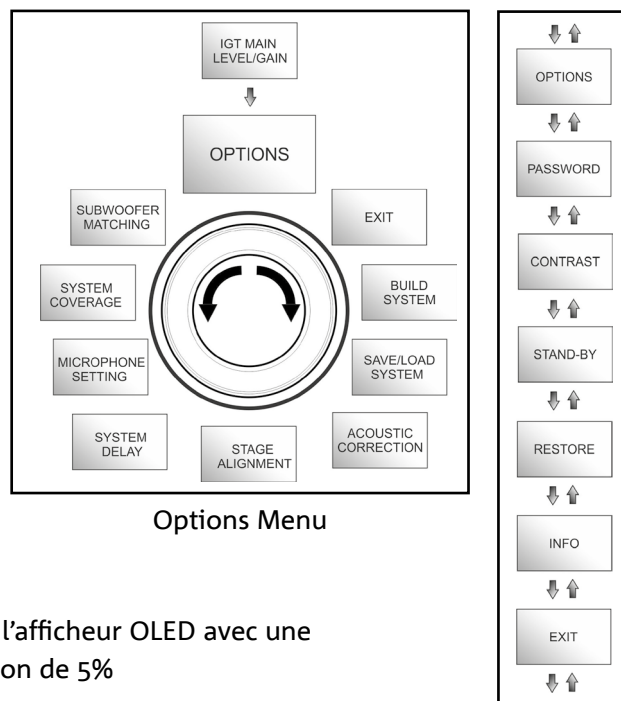 IGT MAIN
LEVEL/GAIN
OPTIONS
SUBWOOFER
MATCHING
EXIT
SYSTEM
COVERAGE
BUILD
SYSTEM
MICROPHONE
SETTING
SAVE/LOAD
SYSTEM
SYSTEM
DELAY
STAGE
ALIGNMENT
ACOUSTIC
CORRECTION
Options Menu
l’afficheur OLED avec une
on de 5%
OPTIONS
PASSWORD
CONTRAST
STAND-BY
RESTORE
INFO
EXIT